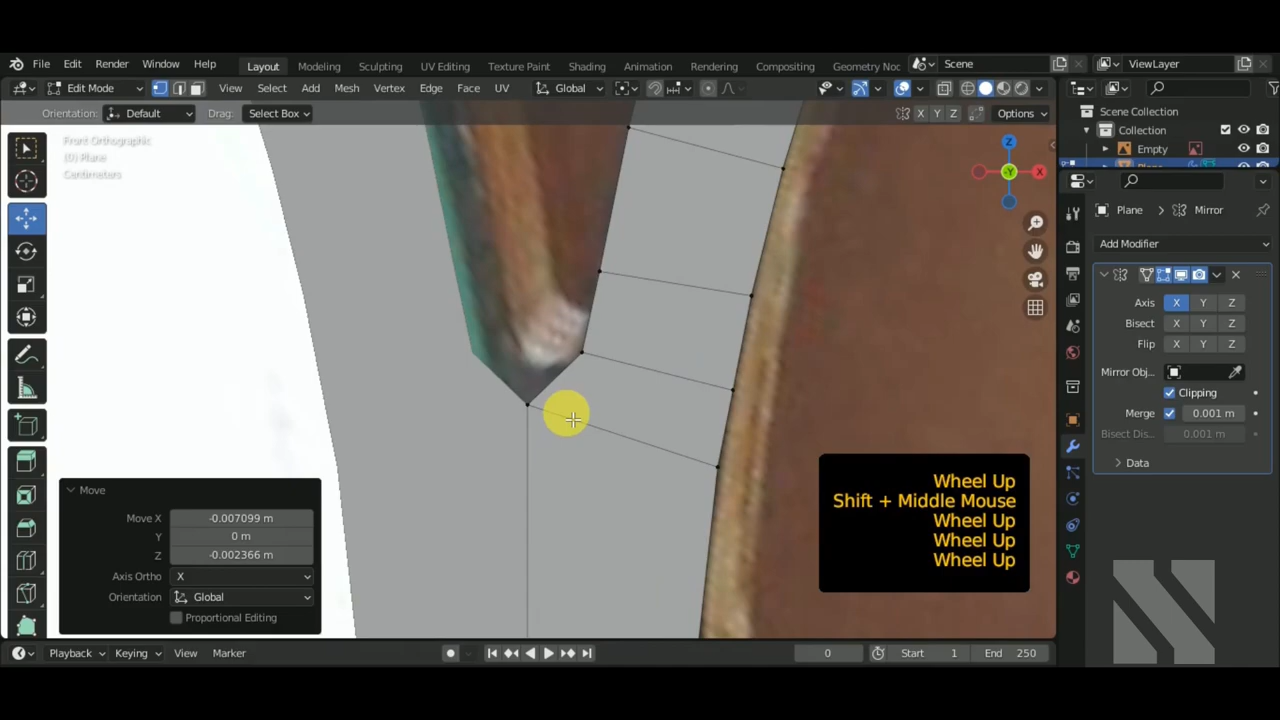 File Edit Render Window Help Layout Modeling Sculpting UV Editing Texture Paint Shading Animation Rendering Compositing Geometry Noc Scene ViewLayer
Edit Mode View Select Add Mesh Vertex Edge Face UV Global
Orientation: Default Drag: Select Box X Y Z Options
Scene Collection
Collection
Empty
Front Orthographic
(0) Plane
Centimeters
Z
-Y
X
Plane > Mirror
Add Modifier
Axis X Y Z
Bisect X Y Z
Flip X Y Z
Mirror Obj...
Clipping
Merge 0.001 m
Bisect Dis... 0.001 m
> Data
Move
Move X -0.007099 m
Y 0 m
Z -0.002366 m
Axis Ortho X
Orientation Global
Proportional Editing
Wheel Up
Shift + Middle Mouse
Wheel Up
Wheel Up
Wheel Up
Playback Keying View Marker 0 Start 1 End 250